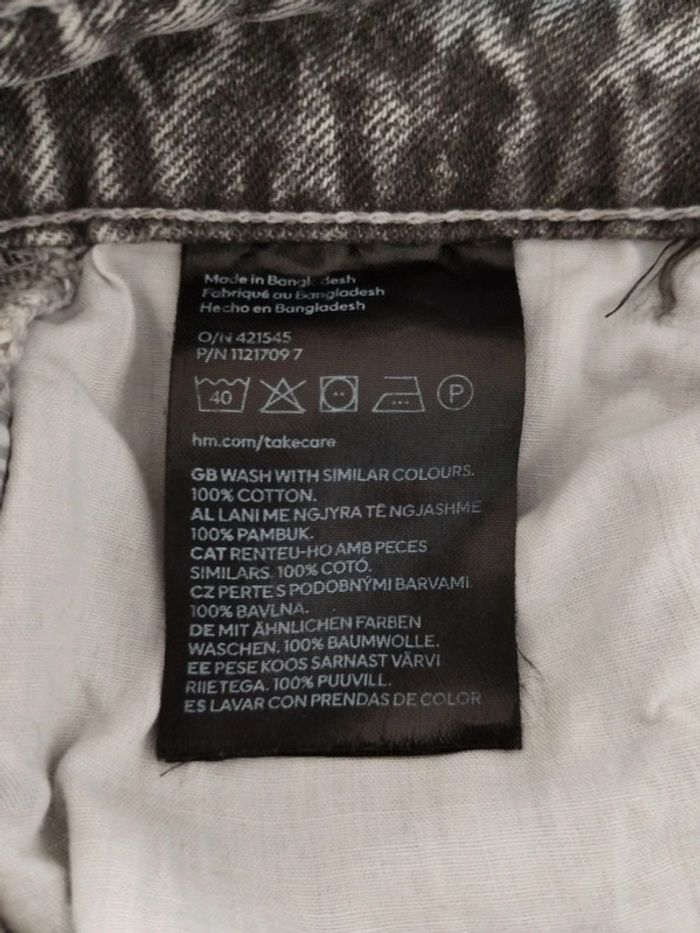 Made in Bangladesh
Fabriqué au Bangladesh
Hecho en Bangladesh
O/N 421545
P/N 1121709 7
40 P
hm.com/takecare
GB WASH WITH SIMILAR COLOURS.
100% COTTON.
AL LANI ME NGJYRA TË NGJASHME
100% PAMBUK.
CAT RENTEU-HO AMB PECES
SIMILARS. 100% COTÓ.
CZ PERTE S PODOBNÝMI BARVAMI.
100% BAVLNA.
DE MIT ÄHNLICHEN FARBEN
WASCHEN. 100% BAUMWOLLE.
EE PESE KOOS SARNAST VÄRVI
RIIETEGA. 100% PUUVILL.
ES LAVAR CON PRENDAS DE COLOR